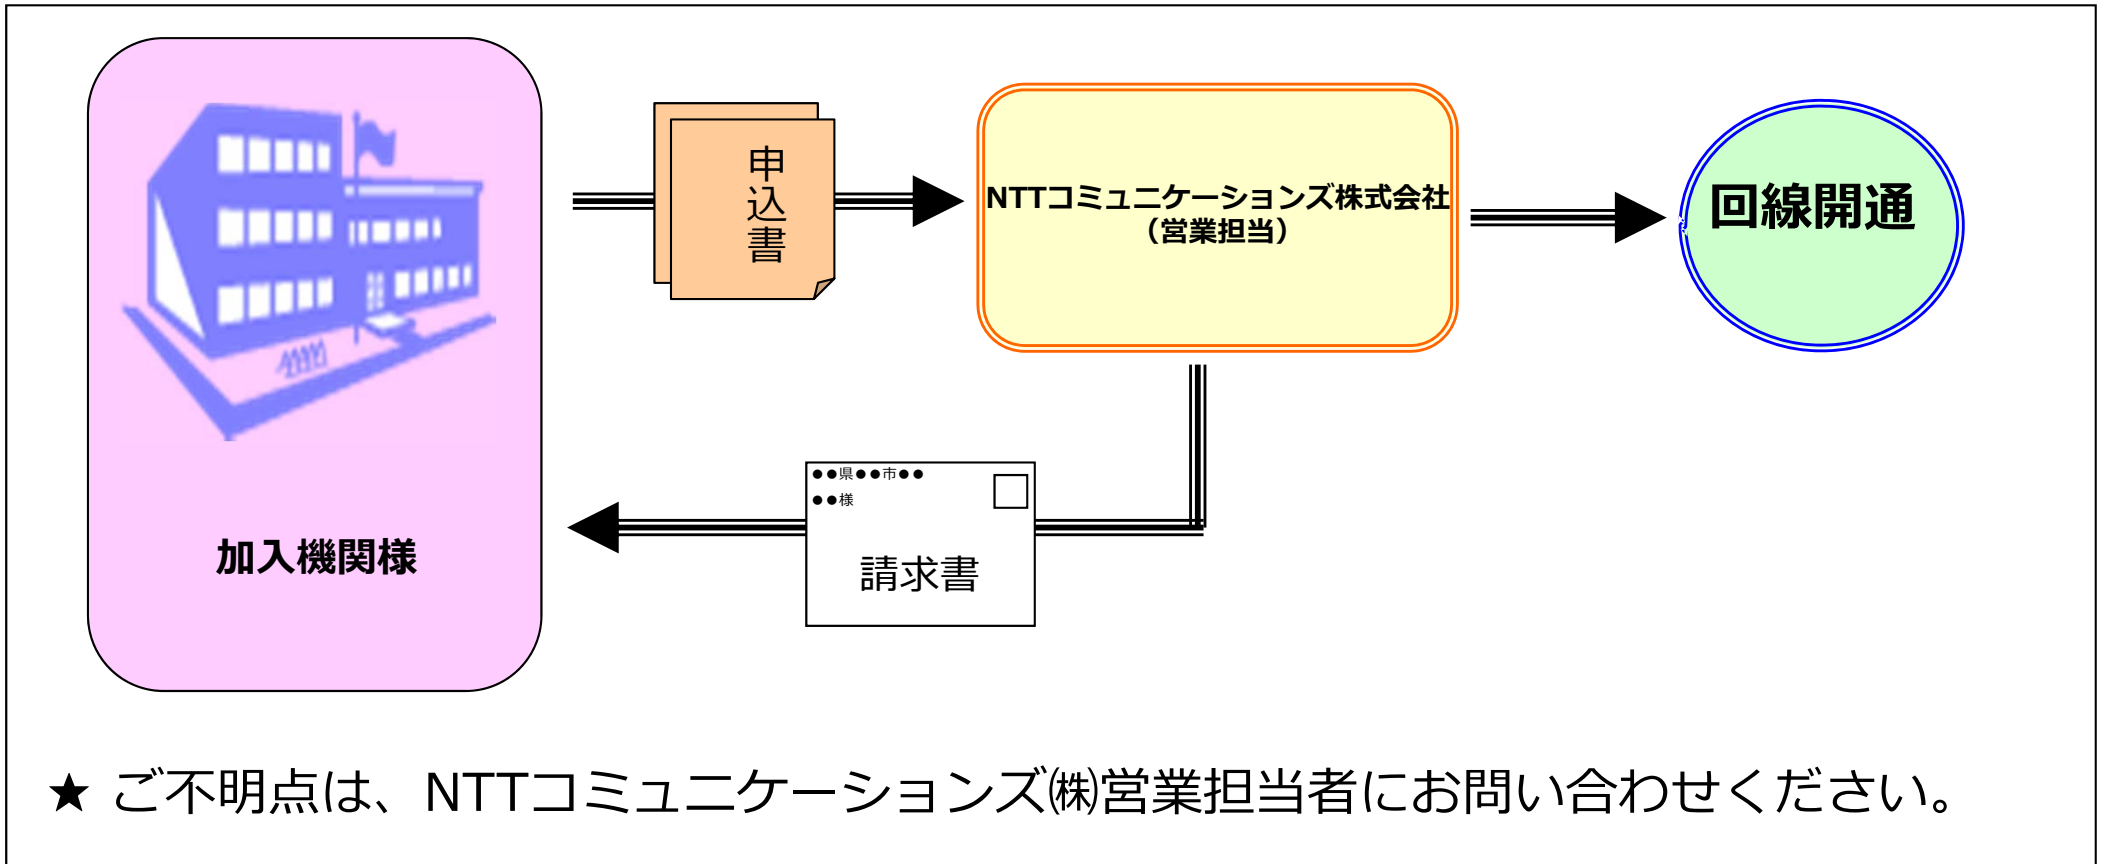 申込書
NTTコミュニケーションズ株式会社
（営業担当）
回線開通
●●県●●市●●
●●様
請求書
加入機関様
★ ご不明点は、NTTコミュニケーションズ㈱営業担当者にお問い合わせください。